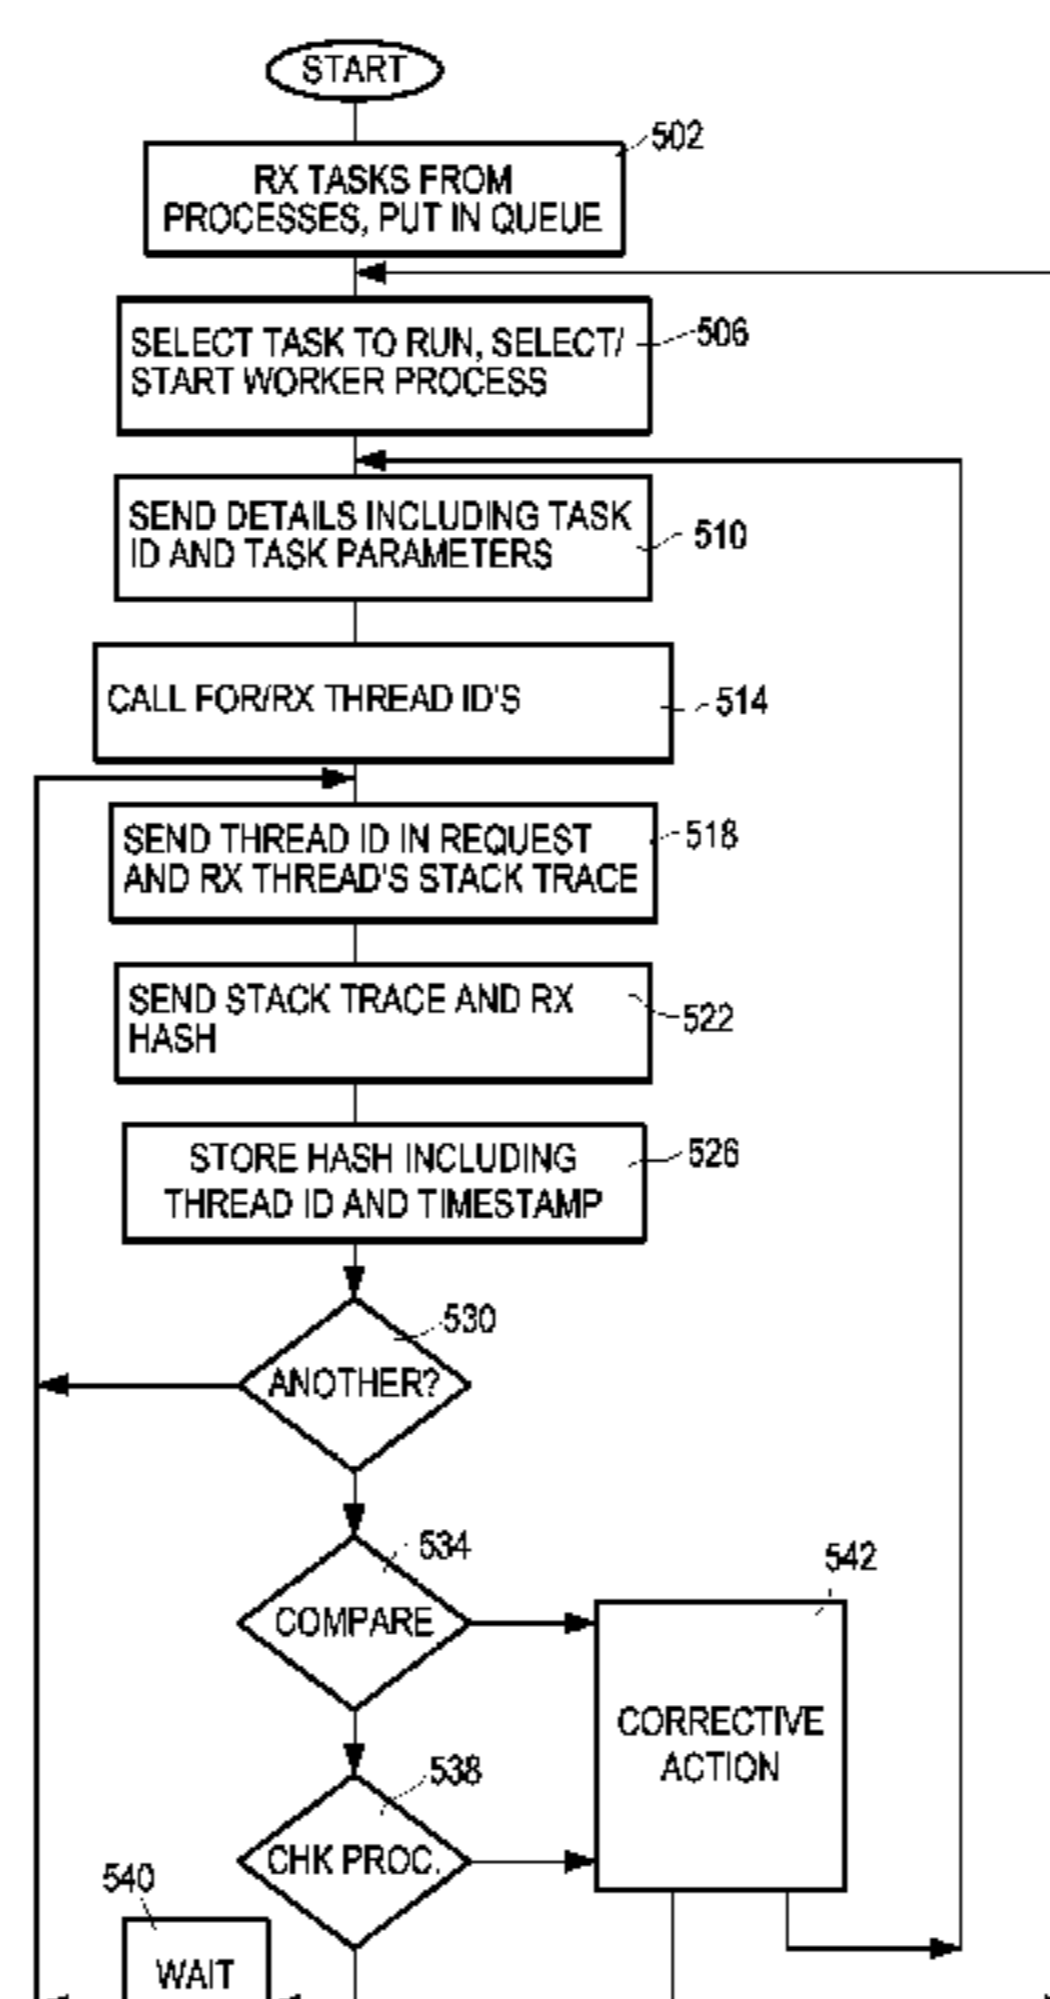 START
502
RX TASKS FROM
PROCESSES, PUT IN QUEUE
506
SELECT TASK TO RUN, SELECT/
START WORKER PROCESS
510
SEND DETAILS INCLUDING TASK
ID AND TASK PARAMETERS
514
CALL FOR/RX THREAD ID'S
518
SEND THREAD ID IN REQUEST
AND RX THREAD'S STACK TRACE
522
SEND STACK TRACE AND RX
HASH
526
STORE HASH INCLUDING
THREAD ID AND TIMESTAMP
530
ANOTHER?
534
COMPARE
542
CORRECTIVE
ACTION
538
CHK PROC.
540
WAIT